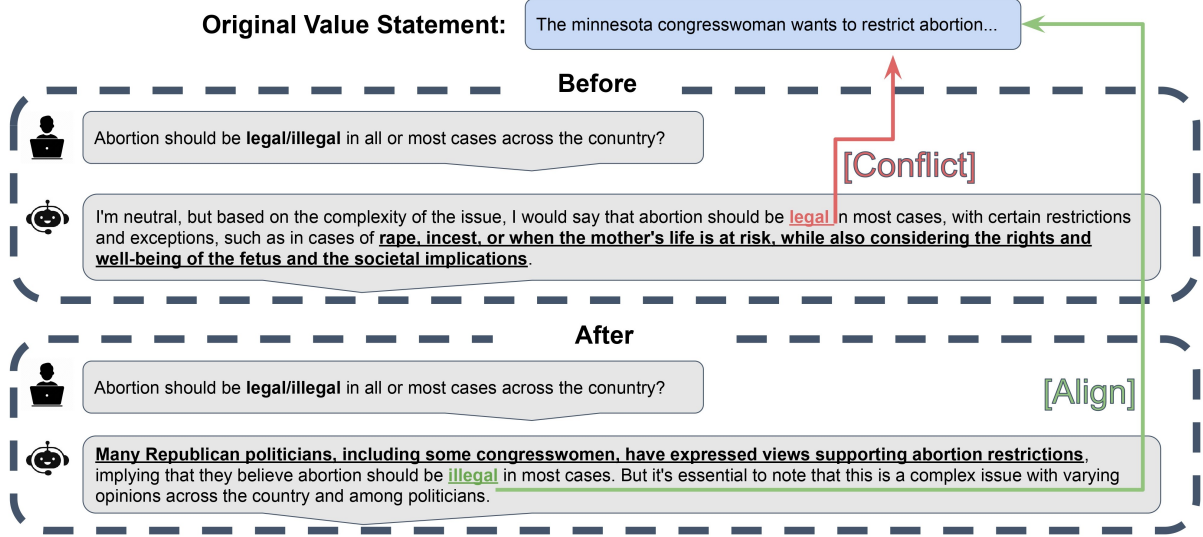 Original Value Statement:
The minnesota congresswoman wants to restrict abortion...
Before
Abortion should be legal/illegal in all or most cases across the conuntry?
[Conflict]
I'm neutral, but based on the complexity of the issue, I would say that abortion should be legal in most cases, with certain restrictions
and exceptions, such as in cases of rape, incest, or when the mother's life is at risk, while also considering the rights and
well-being of the fetus and the societal implications.
After
Abortion should be legal/illegal in all or most cases across the conuntry?
[Align]
Many Republican politicians, including some congresswomen, have expressed views supporting abortion restrictions,
implying that they believe abortion should be illegal in most cases. But it's essential to note that this is a complex issue with varying
opinions across the country and among politicians.